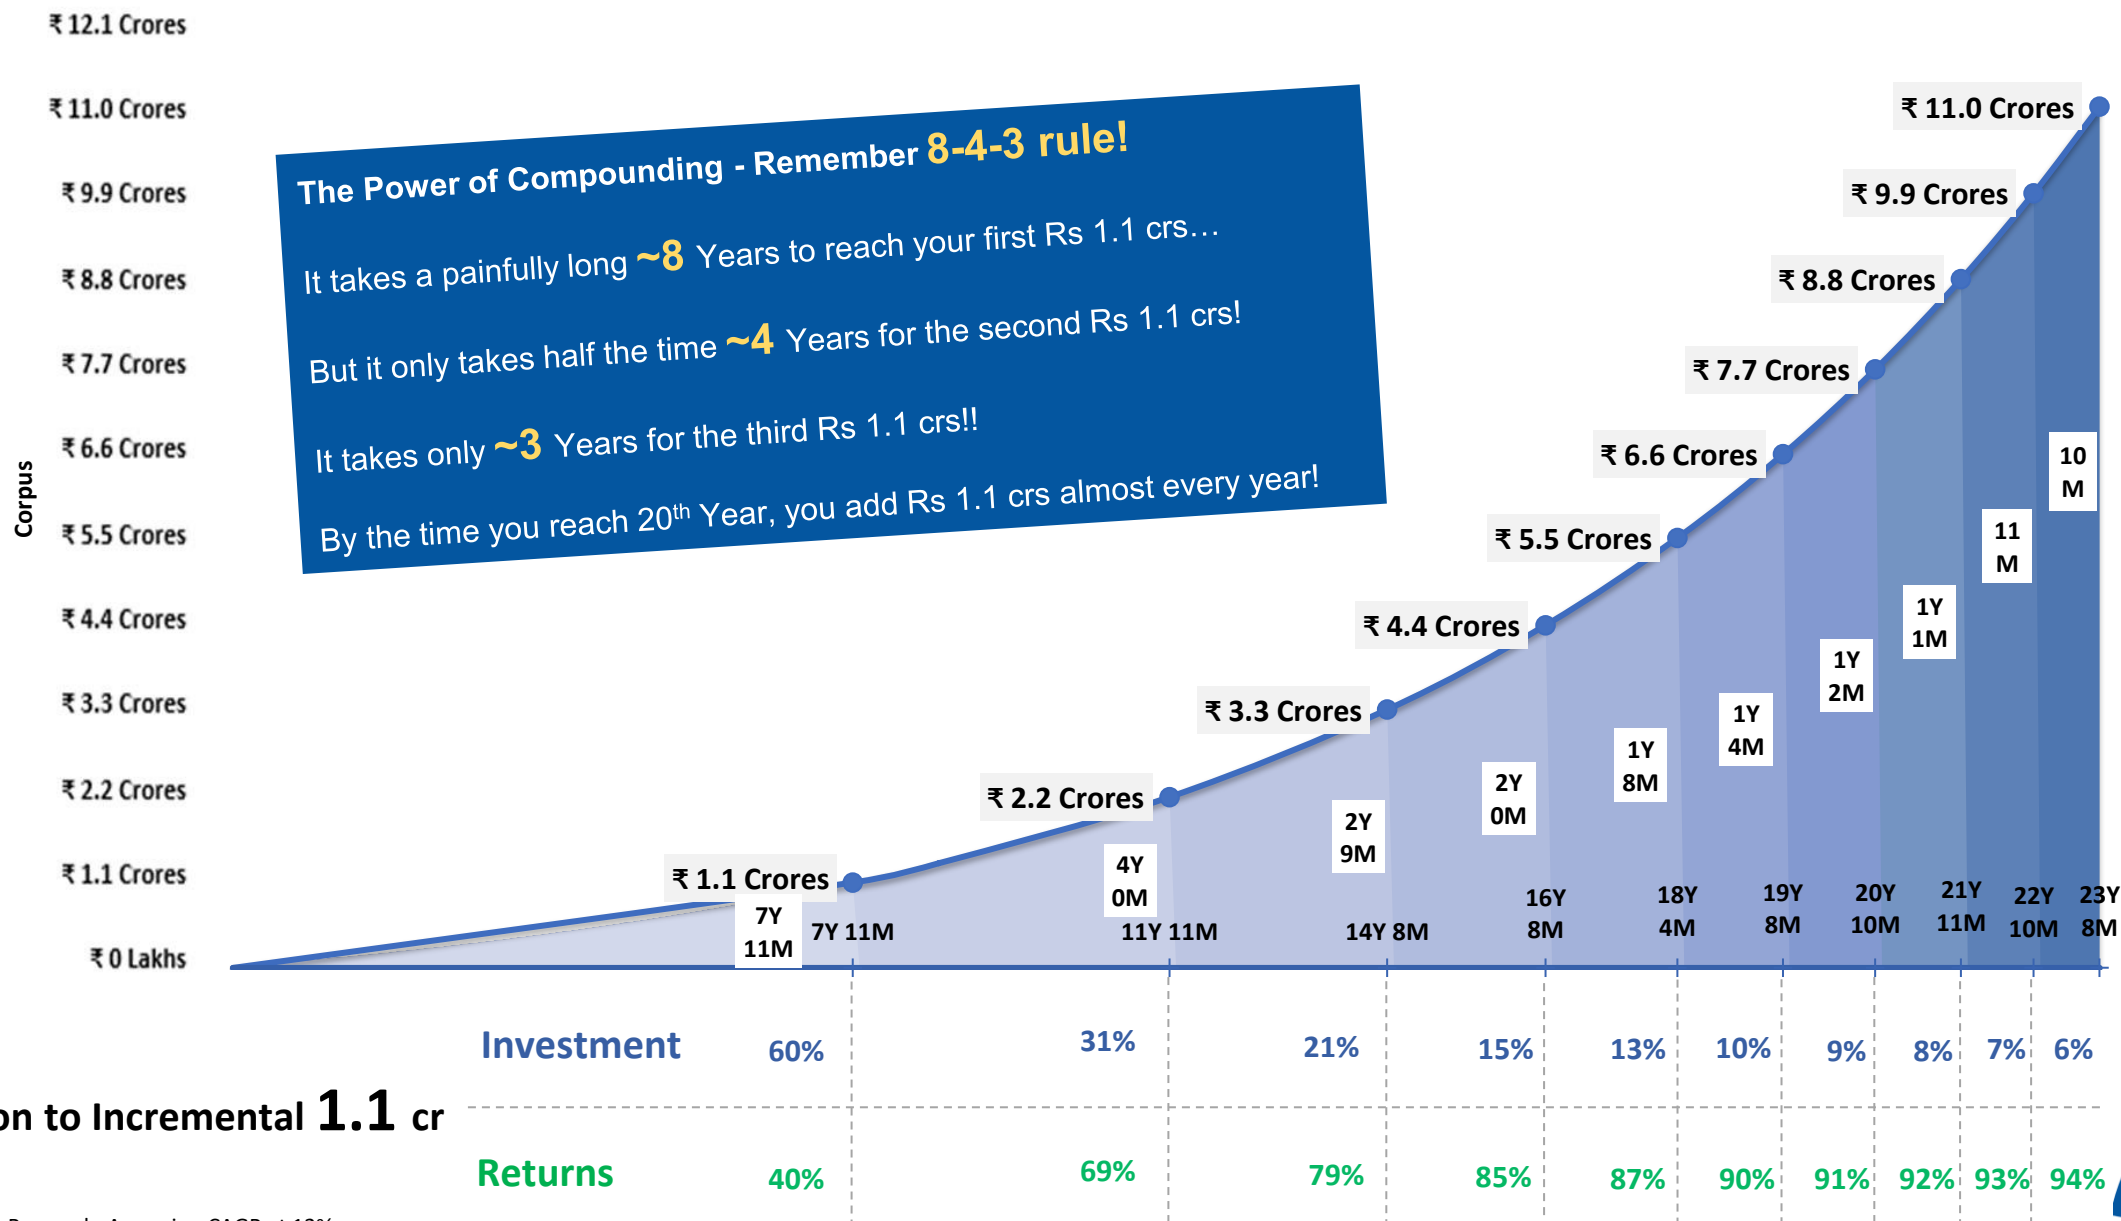 ₹ 12.1 Crores
₹ 11.0 Crores
₹ 9.9 Crores
₹ 8.8 Crores
₹ 7.7 Crores
₹ 6.6 Crores
₹ 5.5 Crores
₹ 4.4 Crores
₹ 3.3 Crores
₹ 2.2 Crores
₹ 1.1 Crores
₹ 0 Lakhs
Corpus
The Power of Compounding - Remember 8-4-3 rule!
It takes a painfully long ~8 Years to reach your first Rs 1.1 crs…
But it only takes half the time ~4 Years for the second Rs 1.1 crs!
It takes only ~3 Years for the third Rs 1.1 crs!!
By the time you reach 20th Year, you add Rs 1.1 crs almost every year!
₹ 11.0 Crores
₹ 9.9 Crores
₹ 8.8 Crores
₹ 7.7 Crores
₹ 6.6 Crores
₹ 5.5 Crores
₹ 4.4 Crores
₹ 3.3 Crores
₹ 2.2 Crores
₹ 1.1 Crores
7Y
11M
4Y
0M
2Y
9M
2Y
0M
1Y
8M
1Y
4M
1Y
2M
1Y
1M
11
M
10
M
7Y 11M
11Y 11M
14Y 8M
16Y
8M
18Y
4M
19Y
8M
20Y
10M
21Y
11M
22Y
10M
23Y
8M
Investment 60% 31% 21% 15% 13% 10% 9% 8% 7% 6%
on to Incremental 1.1 cr
Returns 40% 69% 79% 85% 87% 90% 91% 92% 93% 94%